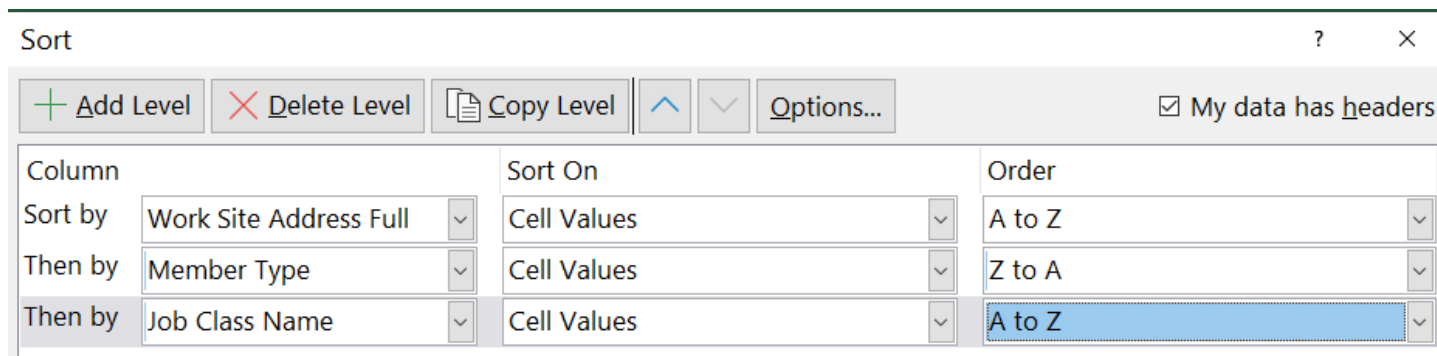 Sort ? ×
Add Level Delete Level Copy Level Options... My data has headers
Column Sort On Order
Sort by Work Site Address Full Cell Values A to Z
Then by Member Type Cell Values Z to A
Then by Job Class Name Cell Values A to Z